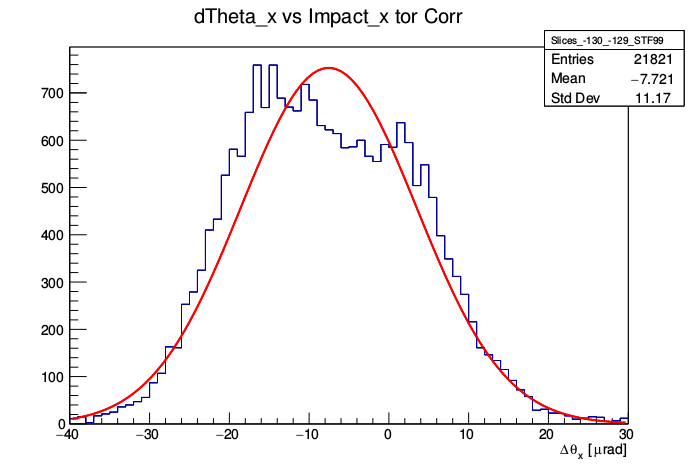 dTheta_x vs Impact_x tor Corr
Slices_-130_-129_STF99
Entries 21821
Mean −7.721
Std Dev 11.17
700
600
500
400
300
200
100
0
−40 −30 −20 −10 0 10 20 30
Δθx [μrad]